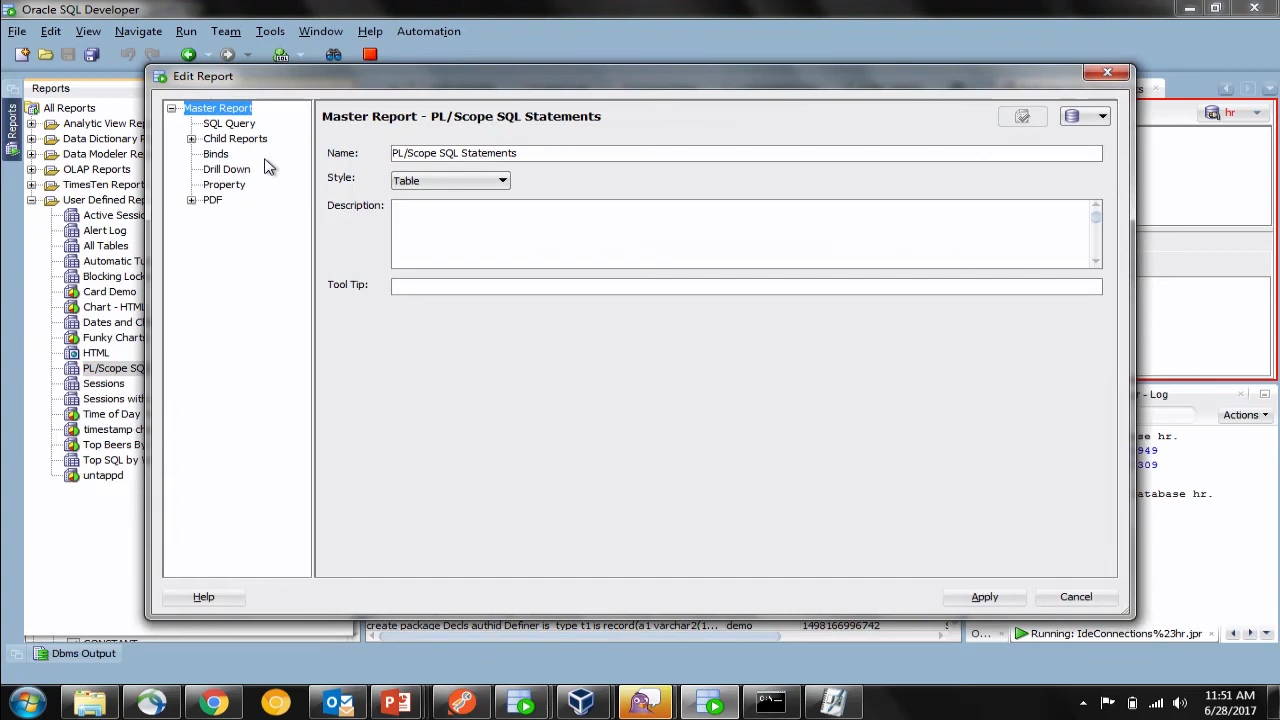 Oracle SQL Developer
File Edit View Navigate Run Team Tools Window Help Automation
Reports
All Reports
Analytic View Re
Data Dictionary
Data Modeler Re
OLAP Reports
TimesTen Report
User Defined Rep
Active Sessi
Alert Log
All Tables
Automatic Tu
Blocking Lock
Card Demo
Chart - HTML
Dates and C
Funky Charts
HTML
PL/Scope SQ
Sessions
Sessions with
Time of Day
timestamp ch
Top Beers By
Top SQL by
untappd
Reports
Edit Report
Master Report
SQL Query
Child Reports
Binds
Drill Down
Property
PDF
Master Report - PL/Scope SQL Statements
Name: PL/Scope SQL Statements
Style: Table
Description:
Tool Tip:
Help Apply Cancel
hr
- Log
Actions
se hr.
949
309
atabase hr.
CONSTANT
create package Decls authid Definer is type t1 is record(a1 varchar2(1... demo 1498166996742
O... Running: IdeConnections%23hr.jpr
Dbms Output
11:51 AM
6/28/2017